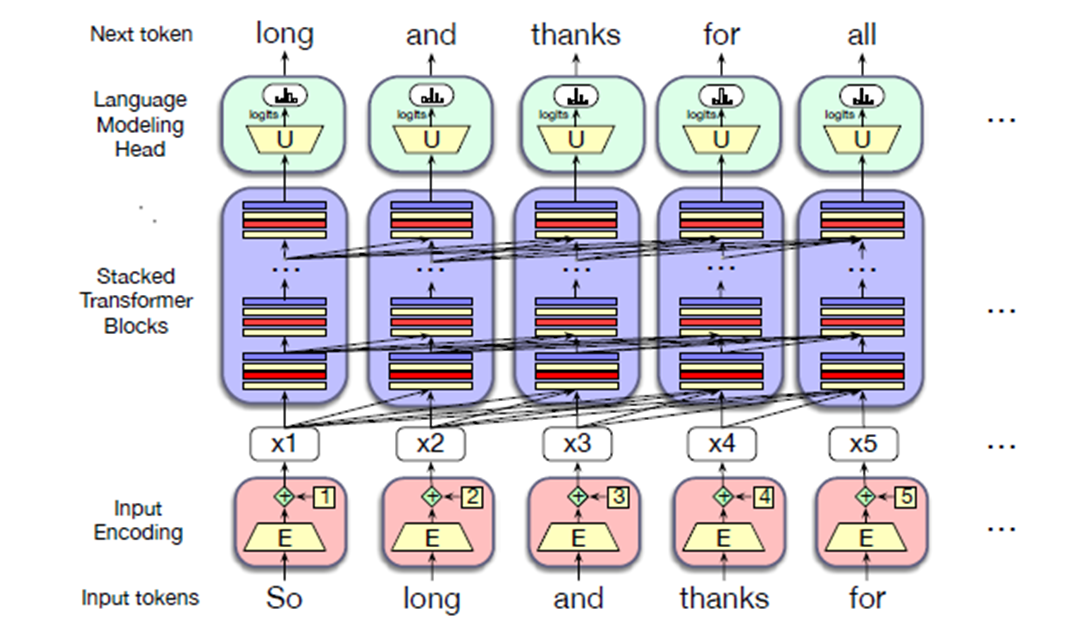 Next token long and thanks for all
Language
Modeling
Head
logits logits logits logits logits
U U U U U
...
Stacked
Transformer
Blocks
... ... ... ... ...
...
x1 x2 x3 x4 x5 ...
Input
Encoding
1 2 3 4 5
E E E E E
...
Input tokens So long and thanks for